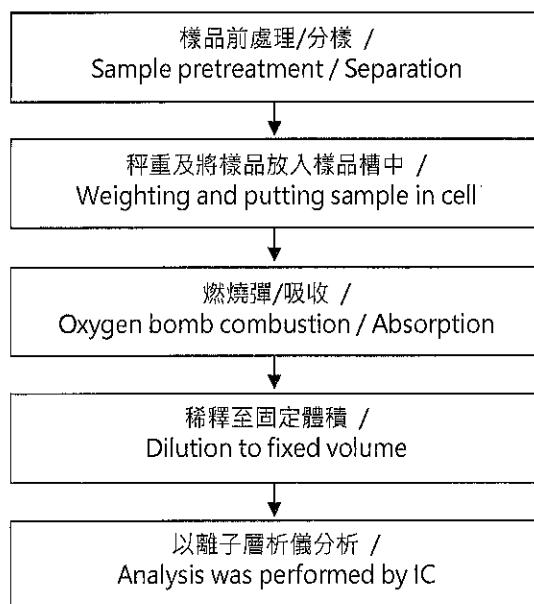 樣品前處理/分樣 /
Sample pretreatment / Separation
秤重及將樣品放入樣品槽中 /
Weighting and putting sample in cell
燃燒彈/吸收 /
Oxygen bomb combustion / Absorption
稀釋至固定體積 /
Dilution to fixed volume
以離子層析儀分析 /
Analysis was performed by IC